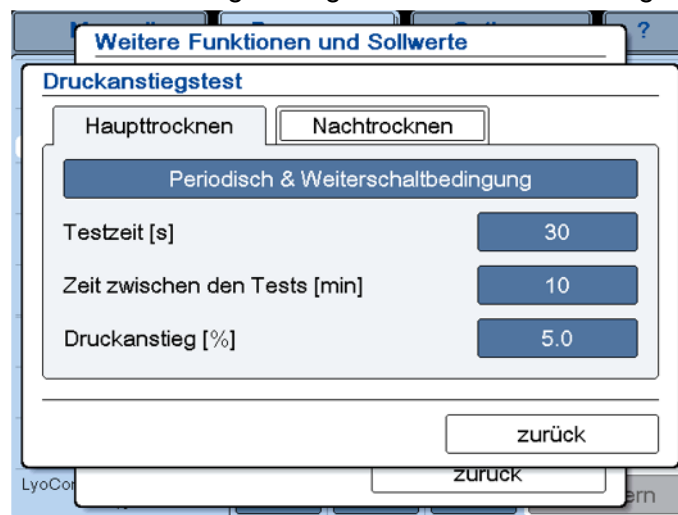 ?
Weitere Funktionen und Sollwerte
Druckanstiegstest
Haupttrocknen Nachtrocknen
Periodisch & Weiterschaltbedingung
Testzeit [s] 30
Zeit zwischen den Tests [min] 10
Druckanstieg [%] 5.0
zurück
zurück